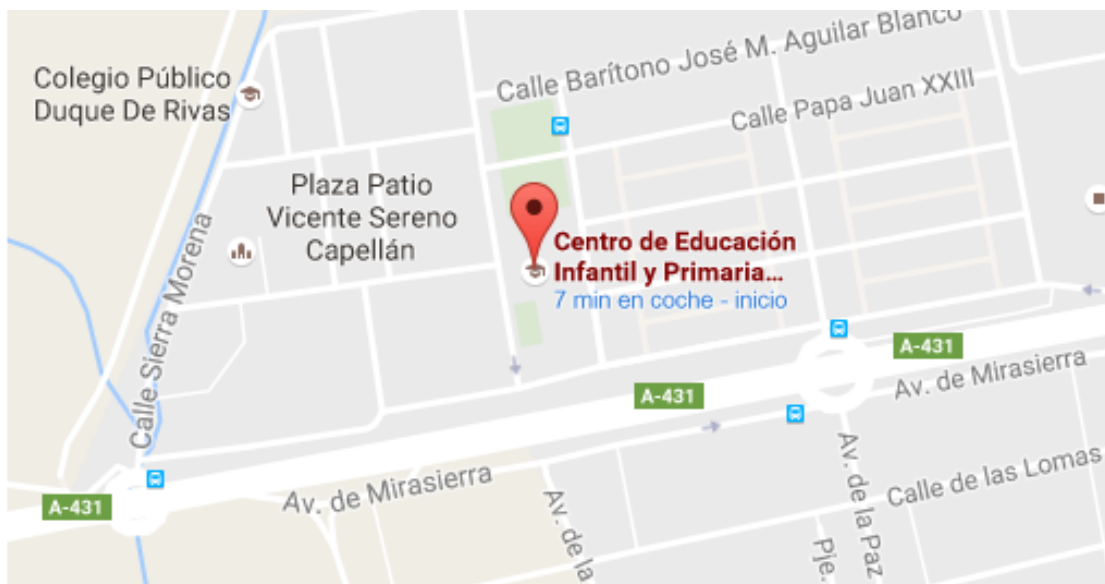 Calle Barítono José M. Aguilar Blanco
Colegio Público
Duque De Rivas
Calle Papa Juan XXIII
Plaza Patio
Vicente Sereno
Capellán
Calle Sierra Morena
Centro de Educación
Infantil y Primaria...
7 min en coche - inicio
A-431
Av. de Mirasierra
A-431
Av. de Mirasierra
A-431
Calle de las Lomas
Av. de la
Av. de la Paz
Pje.